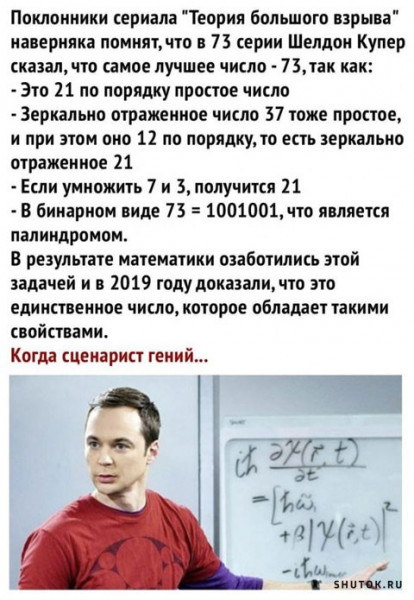 Поклонники сериала "Теория большого взрыва"
наверняка помнят, что в 73 серии Шелдон Купер
сказал, что самое лучшее число - 73, так как:
- Это 21 по порядку простое число
- Зеркально отраженное число 37 тоже простое,
и при этом оно 12 по порядку, то есть зеркально
отраженное 21
- Если умножить 7 и 3, получится 21
- В бинарном виде 73 = 1001001, что является
палиндромом.
В результате математики озаботились этой
задачей и в 2019 году доказали, что это
единственное число, которое обладает такими
свойствами.
Когда сценарист гений...
iħ ∂Ψ(r,t)
∂t
=[ħω
+β|Ψ(r,t)|²
SHUTOK.RU